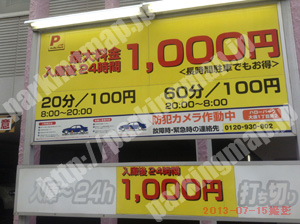 P
最大料金
入庫後24時間 1,000円
<長時間駐車でもお得>
20分/100円 60分/100円
8:00~20:00 20:00~8:00
防犯カメラ作動中
故障時・緊急時の連絡先 0120-930-602
入庫後24時間
1,000円
打ち切り
2013-07-15